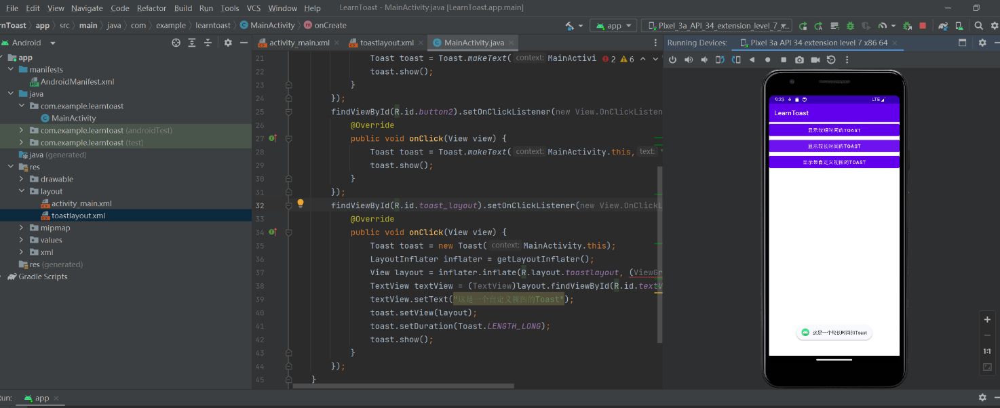 File Edit View Navigate Code Refactor Build Run Tools VCS Window Help LearnToast - MainActivity.java [LearnToast.app.main]
rnToast app src main java com example learntoast MainActivity onCreate app Pixel_3a_API_34_extension_level_7_x...
Android activity_main.xml toastlayout.xml MainActivity.java Running Devices: Pixel 3a API 34 extension level 7 x86 64
app
manifests
AndroidManifest.xml
java
com.example.learntoast
MainActivity
com.example.learntoast (androidTest)
com.example.learntoast (test)
java (generated)
res
drawable
layout
activity_main.xml
toastlayout.xml
mipmap
values
xml
res (generated)
Gradle Scripts
21 Toast toast = Toast.makeText( context: MainActivi 2 6
22 toast.show();
23 }
24 });
25 findViewById(R.id.button2).setOnClickListener(new View.OnClickListen
26 @Override
27 public void onClick(View view) {
28 Toast toast = Toast.makeText( context: MainActivity.this, text: "
29 toast.show();
30 }
31 });
32 findViewById(R.id.toast_layout).setOnClickListener(new View.OnClickL
33 @Override
34 public void onClick(View view) {
35 Toast toast = new Toast( context: MainActivity.this);
36 LayoutInflater inflater = getLayoutInflater();
37 View layout = inflater.inflate(R.layout.toastlayout, (ViewGr
38 TextView textView = (TextView)layout.findViewById(R.id.textV
39 textView.setText("这是一个自定义视图的Toast");
40 toast.setView(layout);
41 toast.setDuration(Toast.LENGTH_LONG);
42 toast.show();
43 }
44 });
45 }
9:23 LTE
LearnToast
显示较短时间的TOAST
显示较长时间的TOAST
显示带自定义视图的TOAST
这是一个较长时间的Toast
1:1
un: app